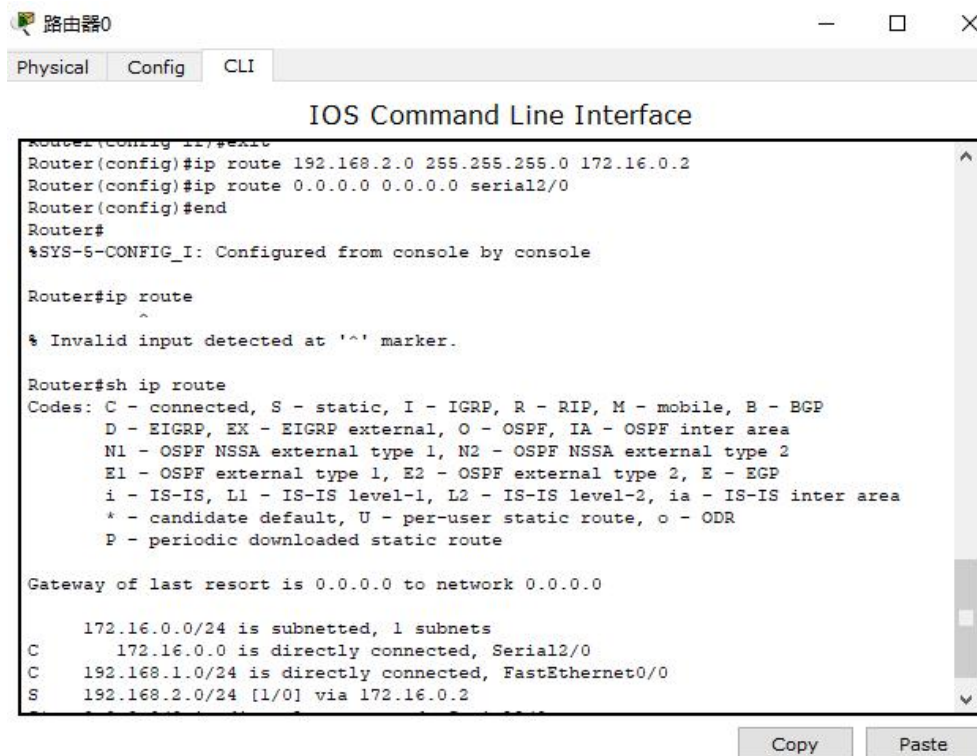 路由器0
Physical Config CLI
IOS Command Line Interface
Router(config)#ip route 192.168.2.0 255.255.255.0 172.16.0.2
Router(config)#ip route 0.0.0.0 0.0.0.0 serial2/0
Router(config)#end
Router#
%SYS-5-CONFIG_I: Configured from console by console
Router#ip route
^
% Invalid input detected at '^' marker.
Router#sh ip route
Codes: C - connected, S - static, I - IGRP, R - RIP, M - mobile, B - BGP
D - EIGRP, EX - EIGRP external, O - OSPF, IA - OSPF inter area
N1 - OSPF NSSA external type 1, N2 - OSPF NSSA external type 2
E1 - OSPF external type 1, E2 - OSPF external type 2, E - EGP
i - IS-IS, L1 - IS-IS level-1, L2 - IS-IS level-2, ia - IS-IS inter area
* - candidate default, U - per-user static route, o - ODR
P - periodic downloaded static route
Gateway of last resort is 0.0.0.0 to network 0.0.0.0
172.16.0.0/24 is subnetted, 1 subnets
C 172.16.0.0 is directly connected, Serial2/0
C 192.168.1.0/24 is directly connected, FastEthernet0/0
S 192.168.2.0/24 [1/0] via 172.16.0.2
Copy Paste